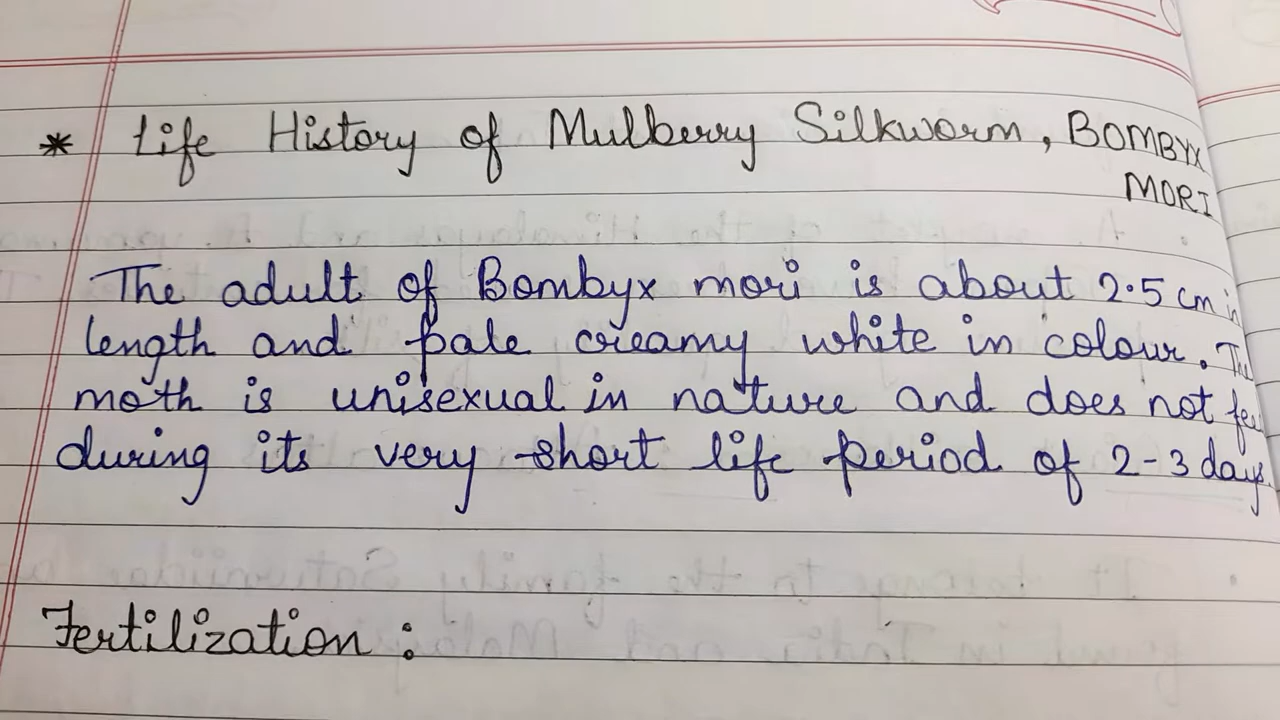 * Life History of Mulberry Silkworm, BOMBYX
MORI
The adult of Bombyx mori is about 2.5 cm in
length and pale creamy white in colour. The
moth is unisexual in nature and does not
during its very short life period of 2-3 days.
Fertilization :